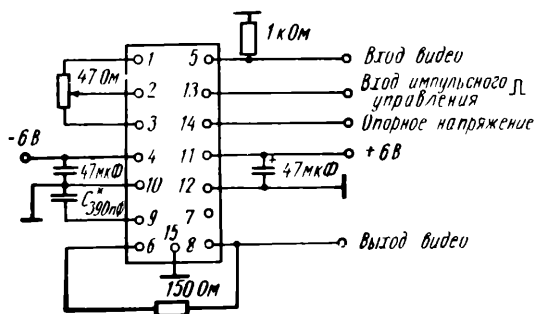 1 кОм
1
5
Вход видео
47 Ом
2
13
Вход импульсного
управления
3
14
Опорное напряжение
-6В
4
11
+
+6В
47мкФ
10
12
47мкФ
C*
390пФ
9
7
15
6
8
Выход видео
150 Ом